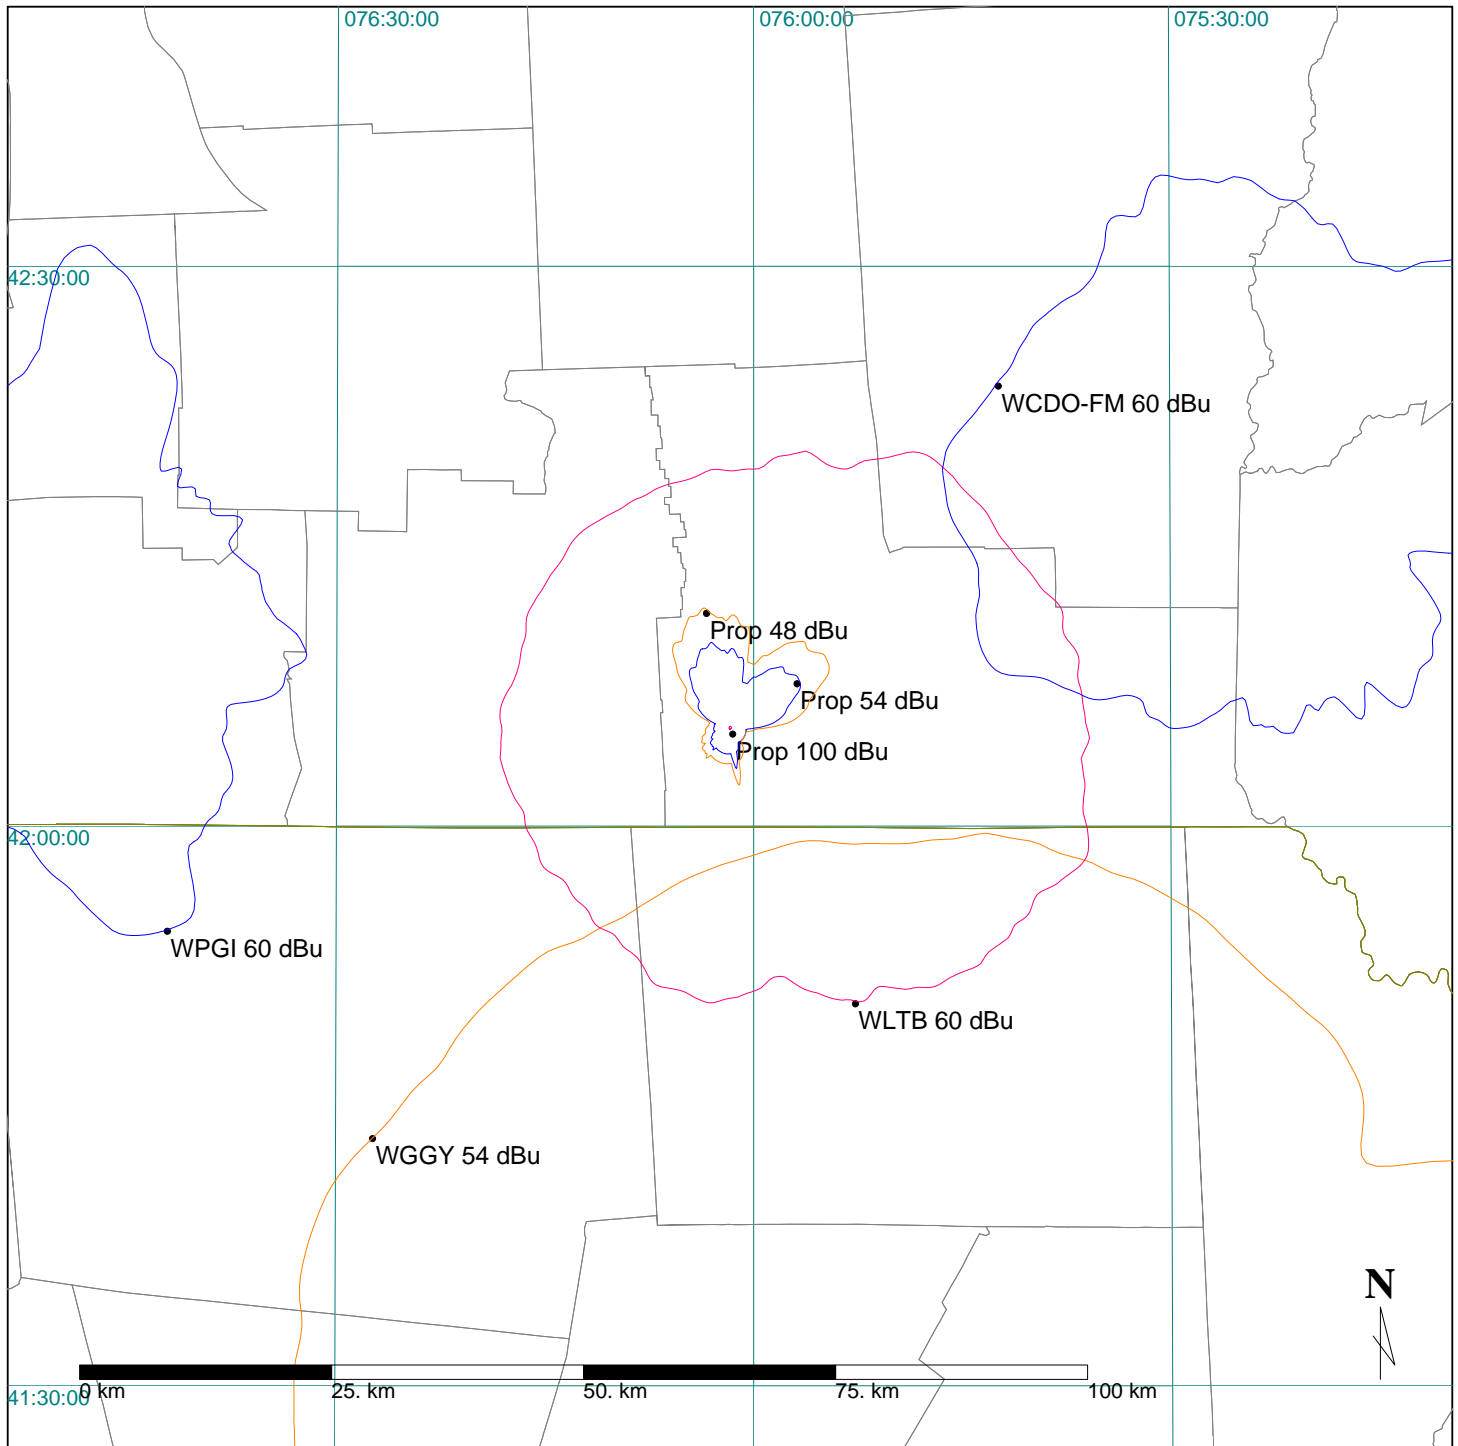 076:30:00
076:00:00
075:30:00
42:30:00
WCDO-FM 60 dBu
Prop 48 dBu
Prop 54 dBu
Prop 100 dBu
42:00:00
WPGI 60 dBu
WLTB 60 dBu
WGGY 54 dBu
N
0 km
25. km
50. km
75. km
100 km
41:30:00